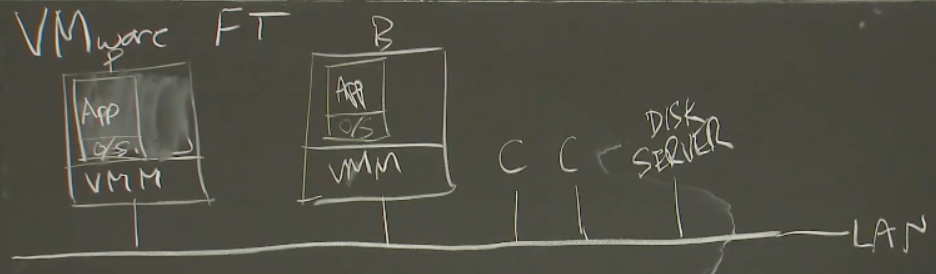 VMware FT
P
App
O/S
VMM
B
App
O/S
VMM
C C
DISK
SERVER
LAN